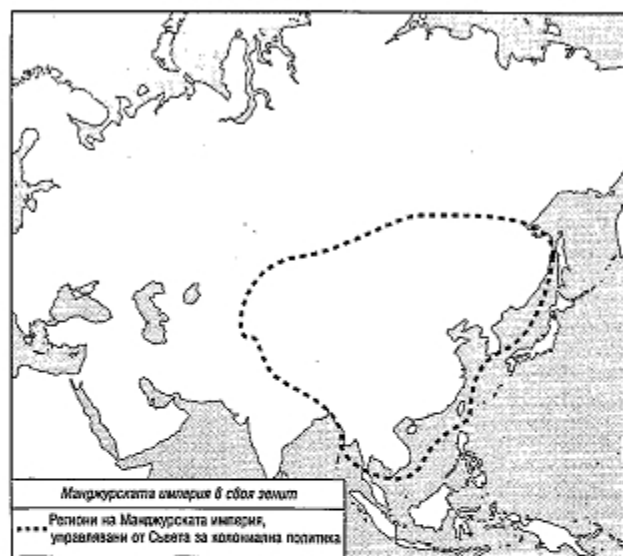 Манджурската империя в своя зенит
Региони на Манджурската империя,
управлявани от Съвета за колониална политика